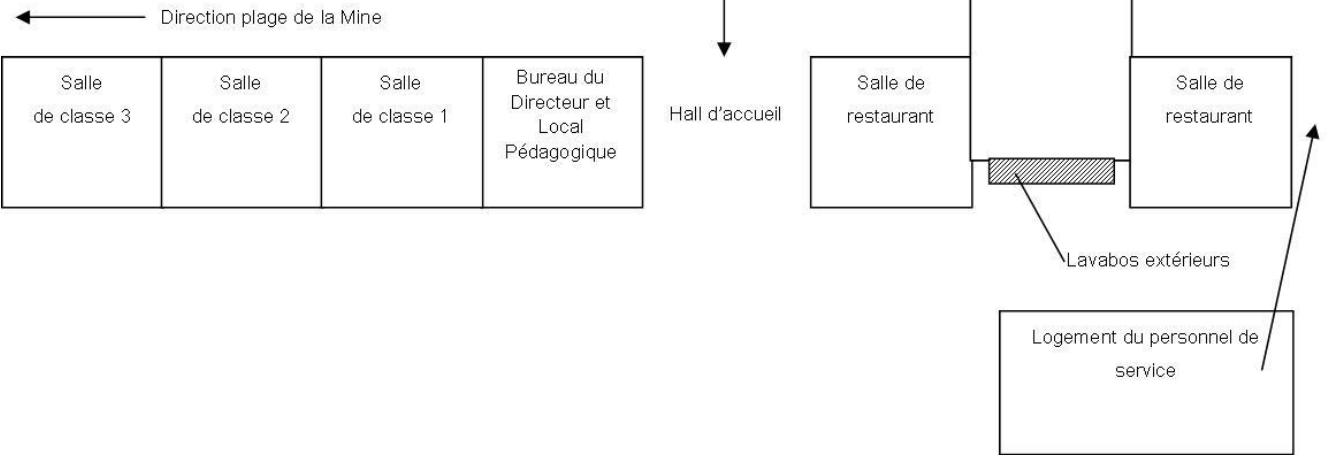 Direction plage de la Mine
Salle
de classe 3
Salle
de classe 2
Salle
de classe 1
Bureau du
Directeur et
Local
Pédagogique
Hall d'accueil
Salle de
restaurant
Salle de
restaurant
Lavabos extérieurs
Logement du personnel de
service